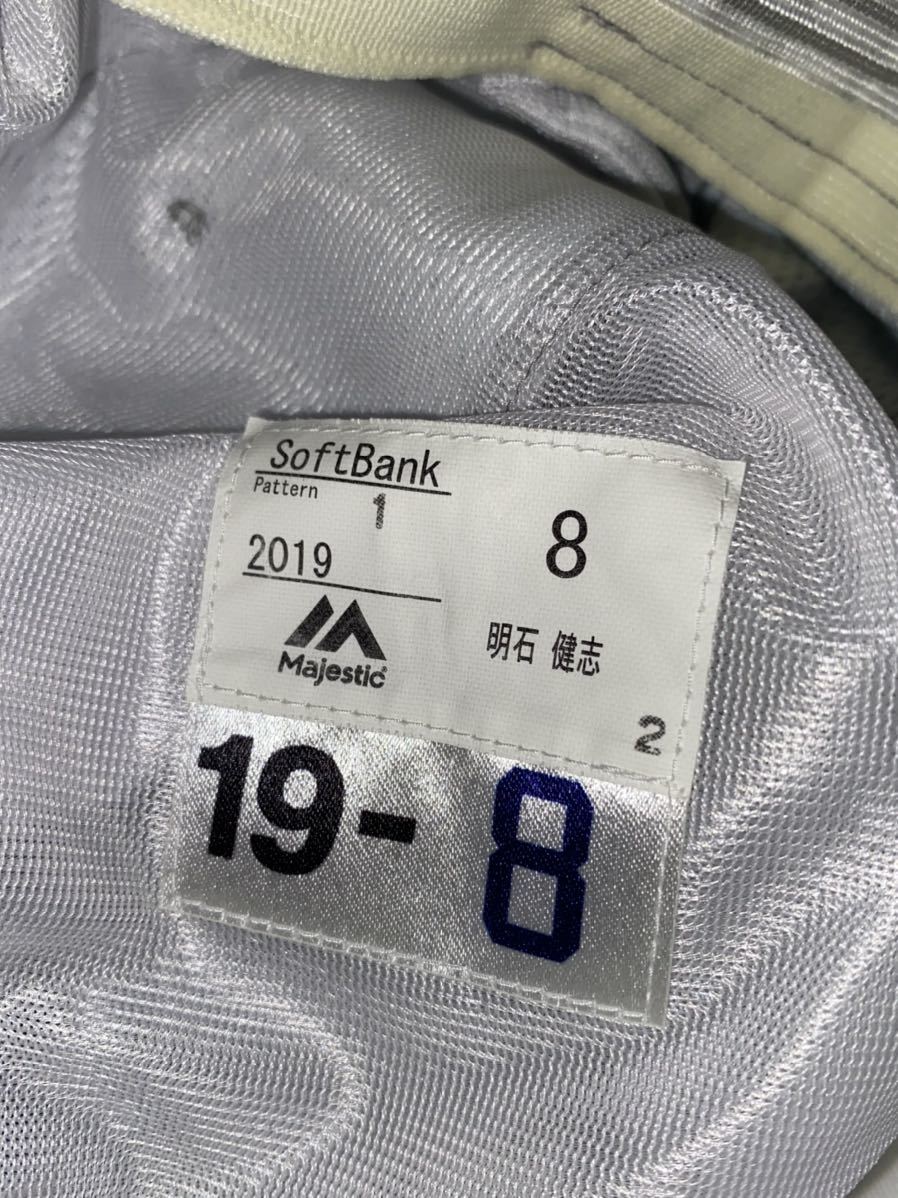 SoftBank
Pattern
1
2019
Majestic®
8
明石 健志
2
19-8